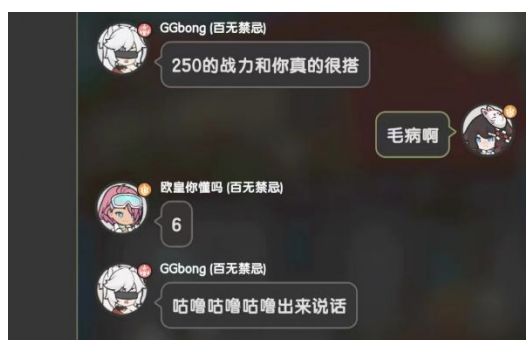 GGbong (百无禁忌)
250的战力和你真的很搭
毛病啊
欧皇你懂吗 (百无禁忌)
6
GGbong (百无禁忌)
咕噜咕噜咕噜出来说话